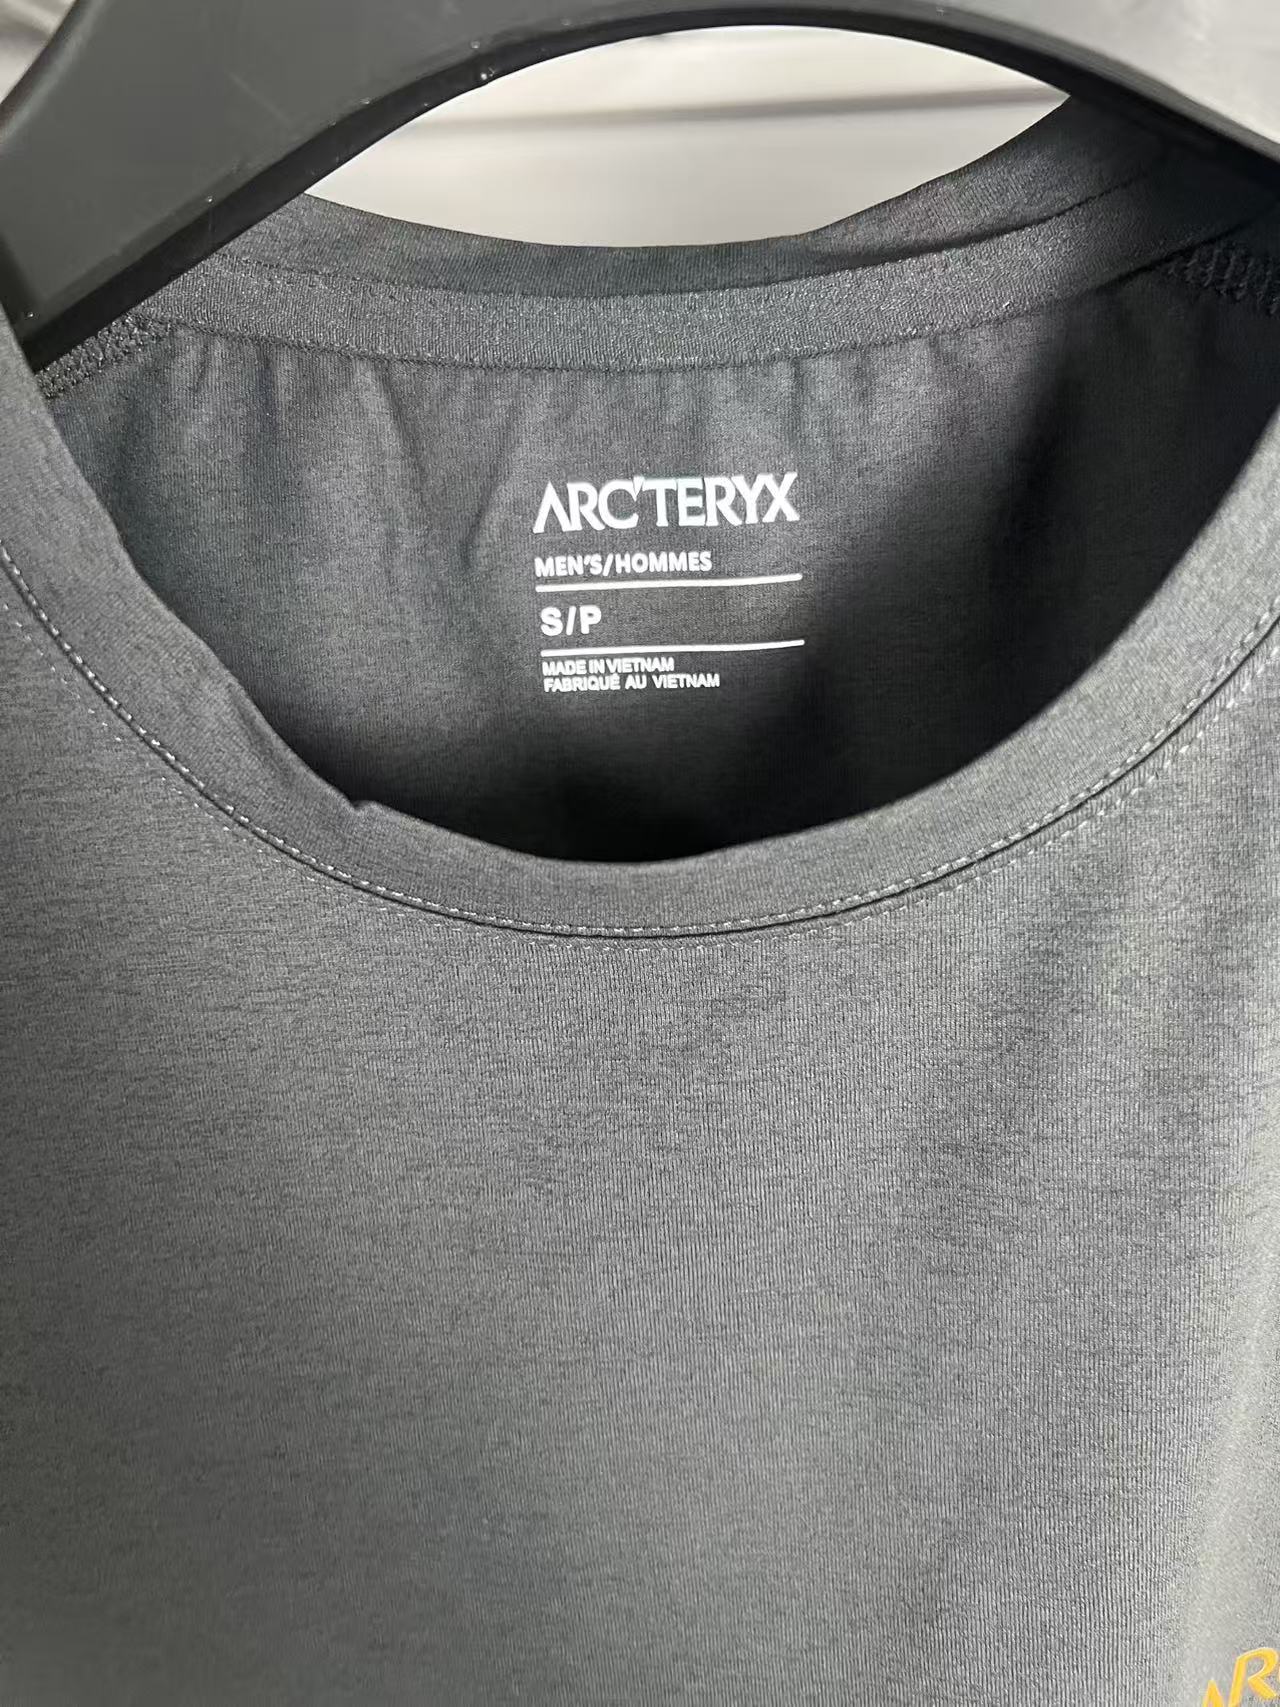 ARC'TERYX
MEN'S/HOMMES
S/P
MADE IN VIETNAM
FABRIQUÉ AU VIETNAM